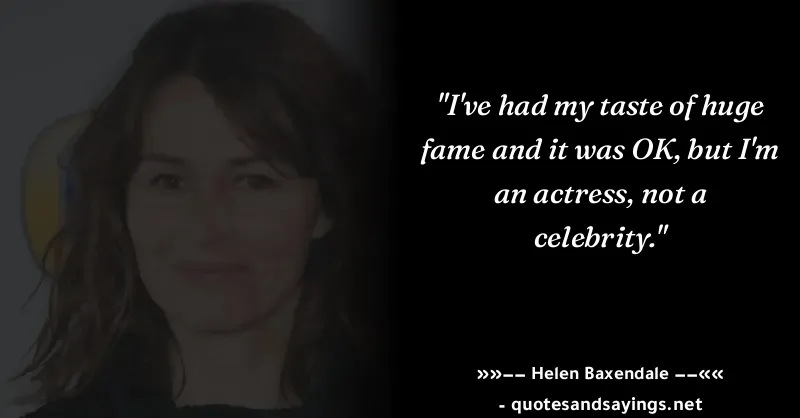 "I've had my taste of huge
fame and it was OK, but I'm
an actress, not a
celebrity."
»»—— Helen Baxendale ——««
- quotesandsayings.net